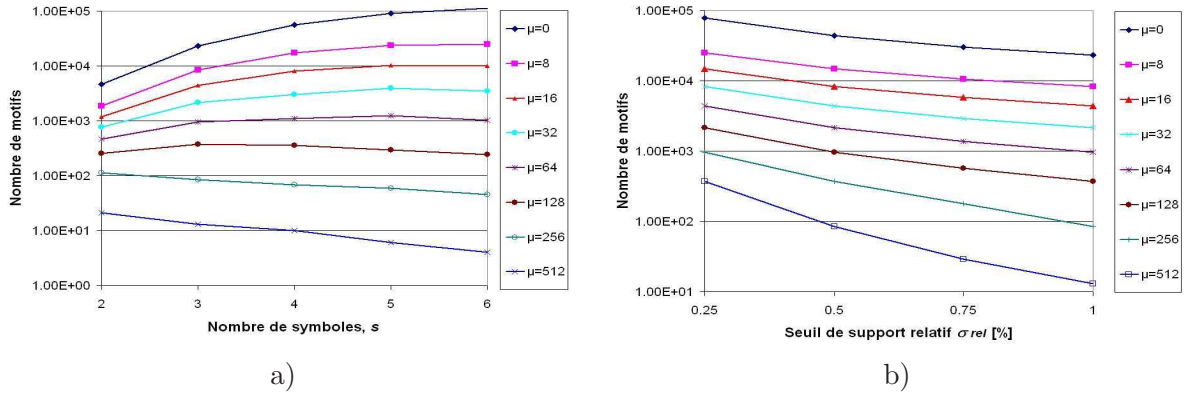 1.00E+05
1.00E+04
1.00E+03
1.00E+02
1.00E+01
1.00E+00
Nombre de motifs
2 3 4 5 6
Nombre de symboles, s
μ=0
μ=8
μ=16
μ=32
μ=64
μ=128
μ=256
μ=512
a)
1.00E+05
1.00E+04
1.00E+03
1.00E+02
1.00E+01
Nombre de motifs
0.25 0.5 0.75 1
Seuil de support relatif σ rel [%]
μ=0
μ=8
μ=16
μ=32
μ=64
μ=128
μ=256
μ=512
b)